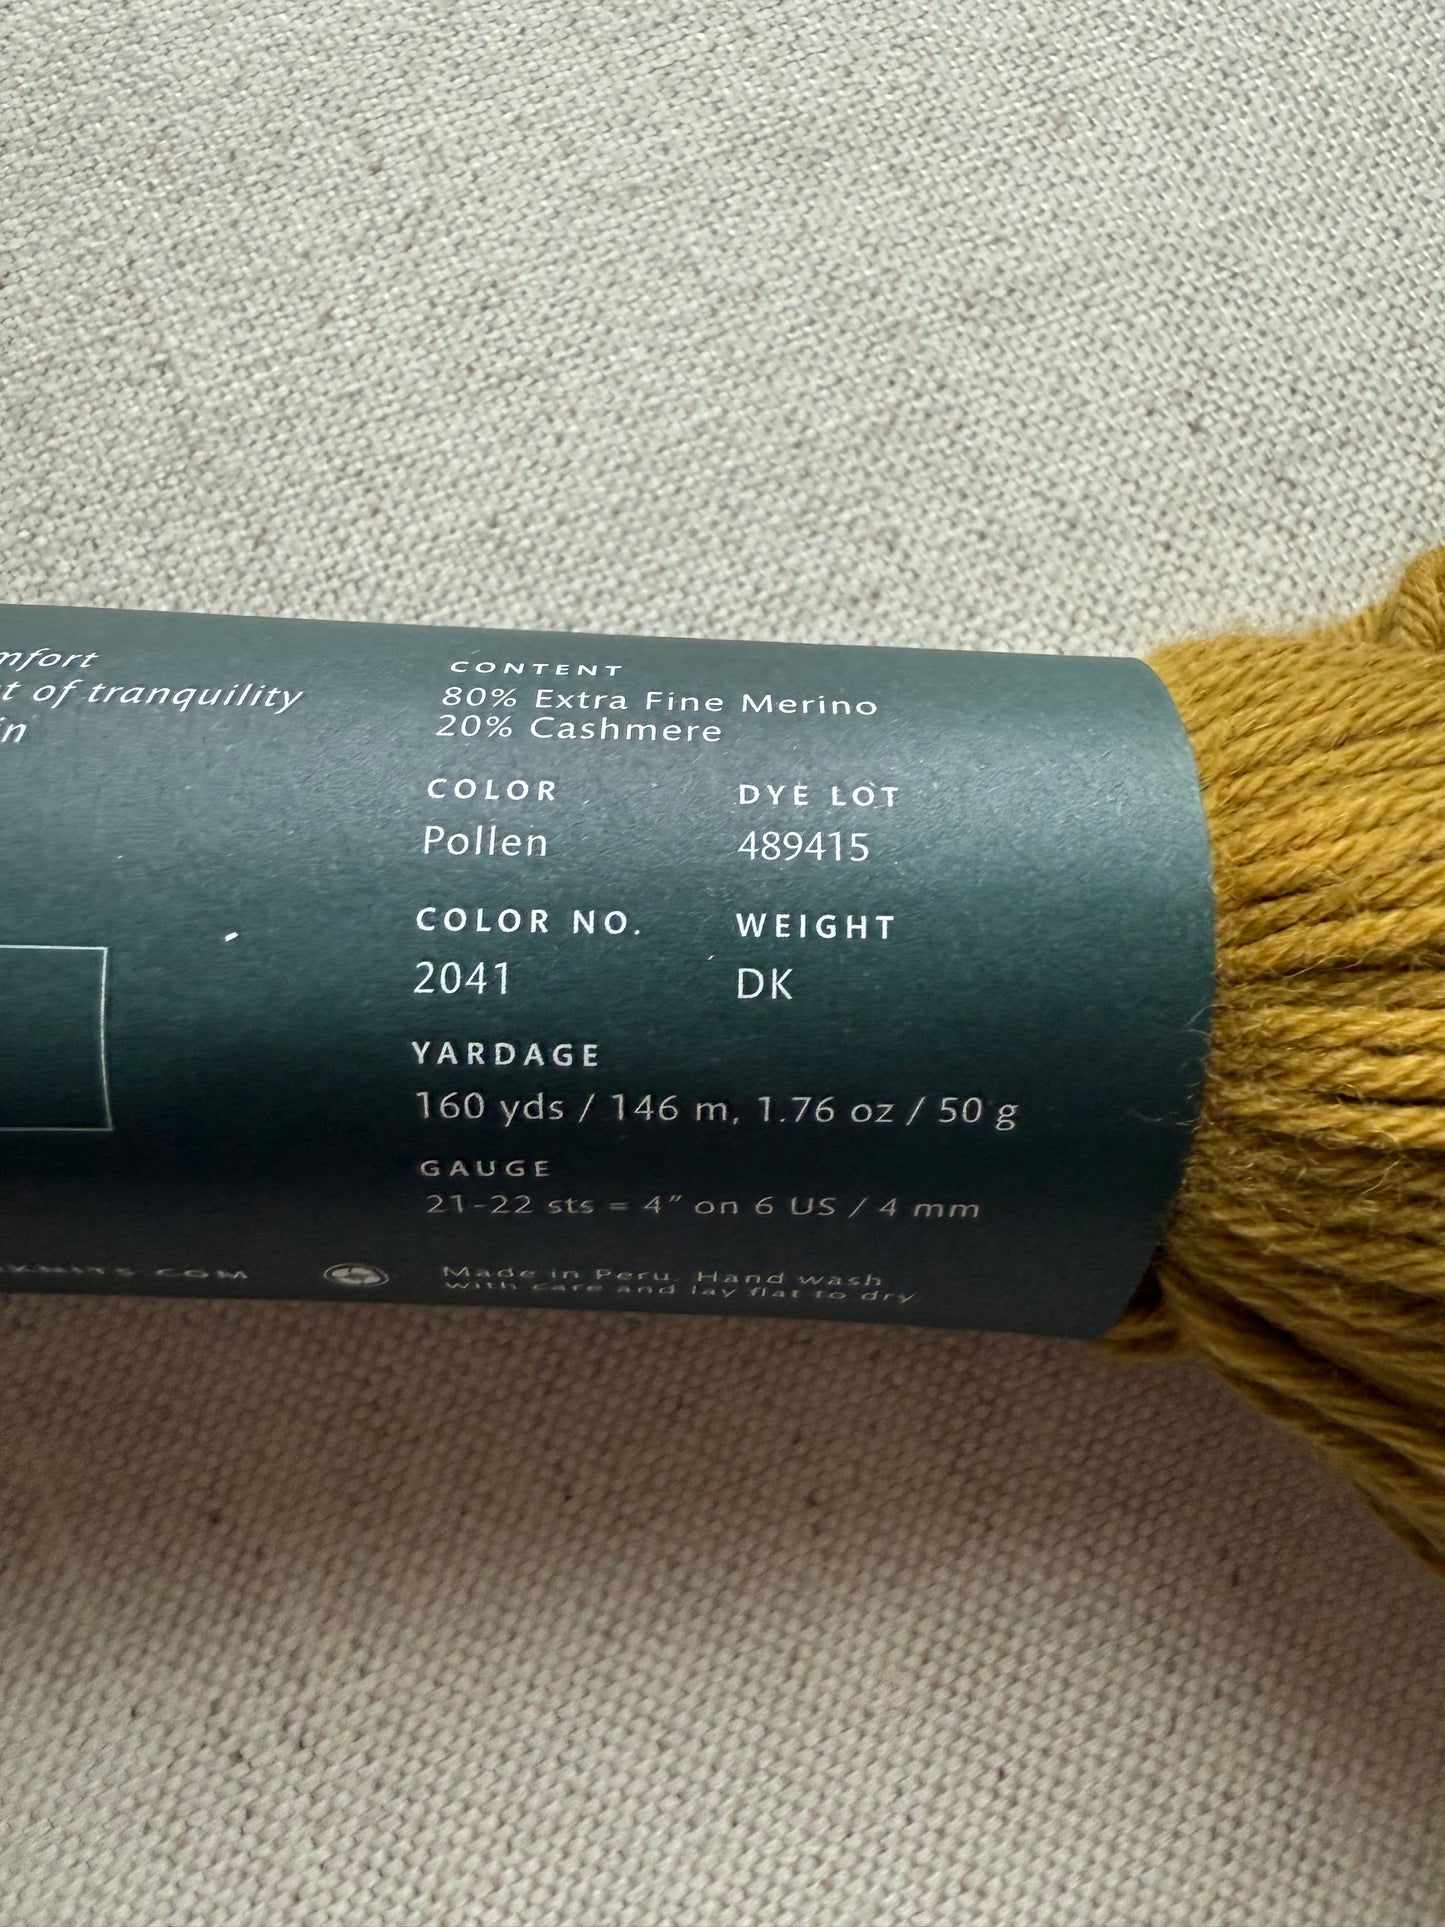 mfort
t of tranquility
in
CONTENT
80% Extra Fine Merino
20% Cashmere
COLOR
Pollen
DYE LOT
489415
COLOR NO.
2041
WEIGHT
DK
YARDAGE
160 yds / 146 m, 1.76 oz / 50 g
GAUGE
21-22 sts = 4" on 6 US / 4 mm
KNITS.COM
Made in Peru. Hand wash
with care and lay flat to dry